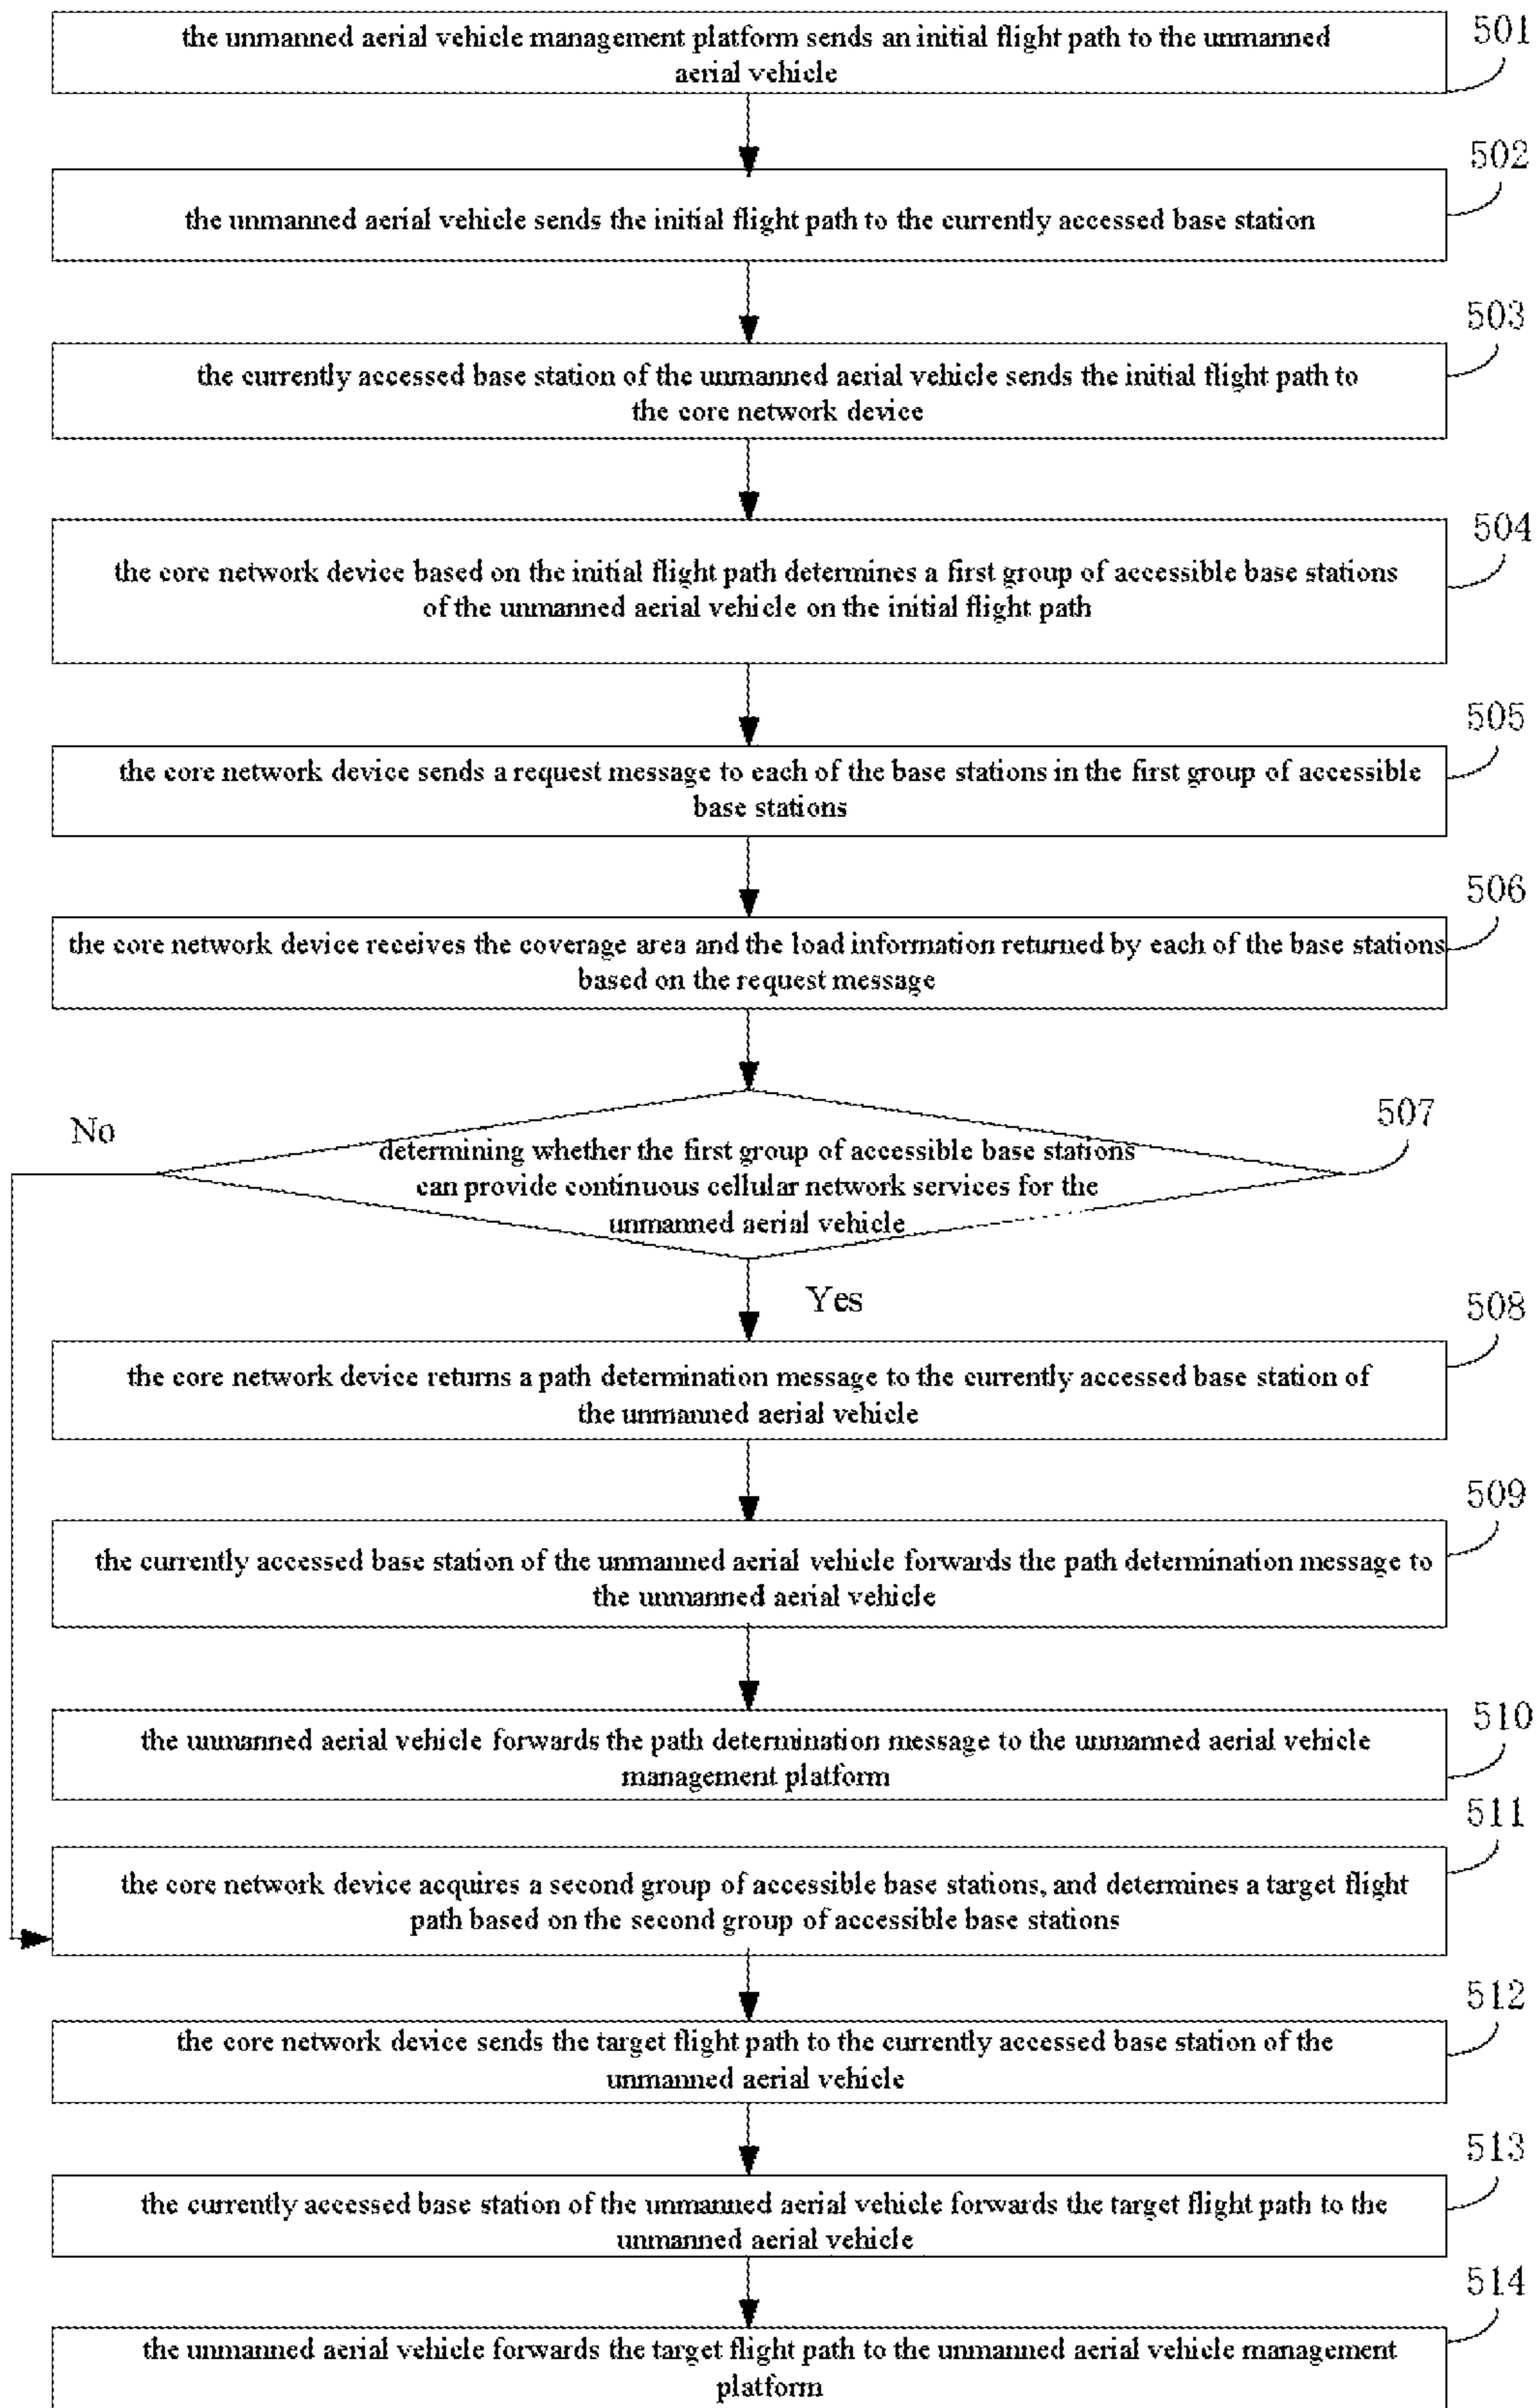 the unmanned aerial vehicle management platform sends an initial flight path to the unmanned
aerial vehicle
501
the unmanned aerial vehicle sends the initial flight path to the currently accessed base station
502
the currently accessed base station of the unmanned aerial vehicle sends the initial flight path to
the core network device
503
the core network device based on the initial flight path determines a first group of accessible base stations
of the unmanned aerial vehicle on the initial flight path
504
the core network device sends a request message to each of the base stations in the first group of accessible
base stations
505
the core network device receives the coverage area and the load information returned by each of the base stations
based on the request message
506
No
determining whether the first group of accessible base stations
can provide continuous cellular network services for the
unmanned aerial vehicle
507
Yes
the core network device returns a path determination message to the currently accessed base station of
the unmanned aerial vehicle
508
the currently accessed base station of the unmanned aerial vehicle forwards the path determination message to
the unmanned aerial vehicle
509
the unmanned aerial vehicle forwards the path determination message to the unmanned aerial vehicle
management platform
510
the core network device acquires a second group of accessible base stations, and determines a target flight
path based on the second group of accessible base stations
511
the core network device sends the target flight path to the currently accessed base station of the
unmanned aerial vehicle
512
the currently accessed base station of the unmanned aerial vehicle forwards the target flight path to the
unmanned aerial vehicle
513
the unmanned aerial vehicle forwards the target flight path to the unmanned aerial vehicle management
platform
514